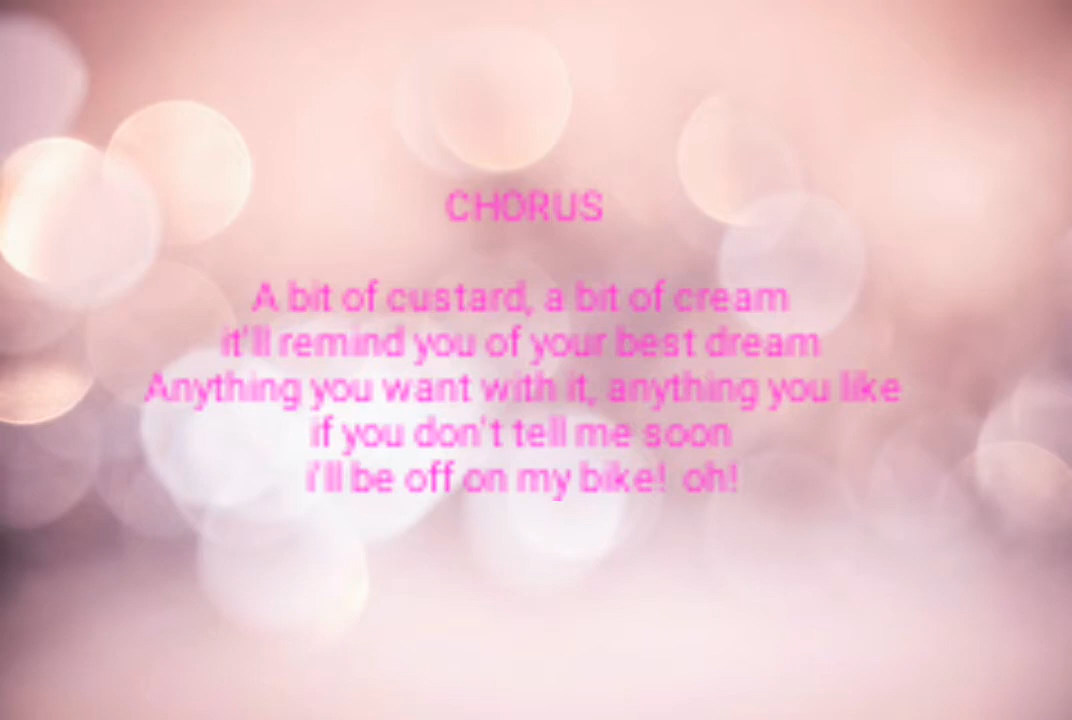 CHORUS
A bit of custard, a bit of cream
it'll remind you of your best dream
Anything you want with it, anything you like
if you don't tell me soon
i'll be off on my bike! oh!